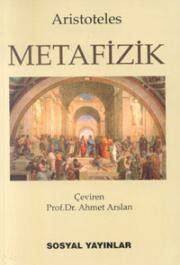 Aristoteles
METAFİZİK
Çeviren
Prof.Dr. Ahmet Arslan
SOSYAL YAYINLAR